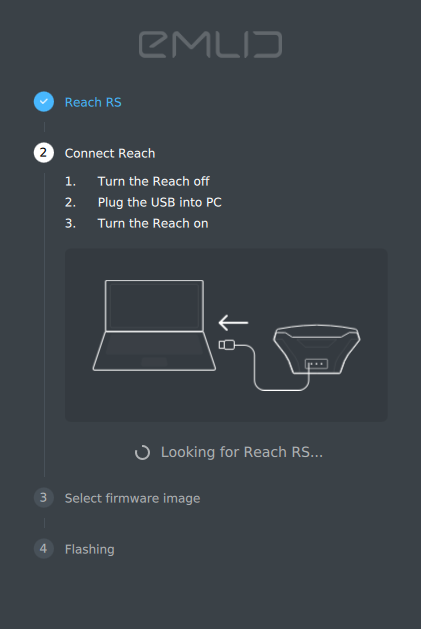 EMLID
Reach RS
2 Connect Reach
1. Turn the Reach off
2. Plug the USB into PC
3. Turn the Reach on
Looking for Reach RS...
3 Select firmware image
4 Flashing